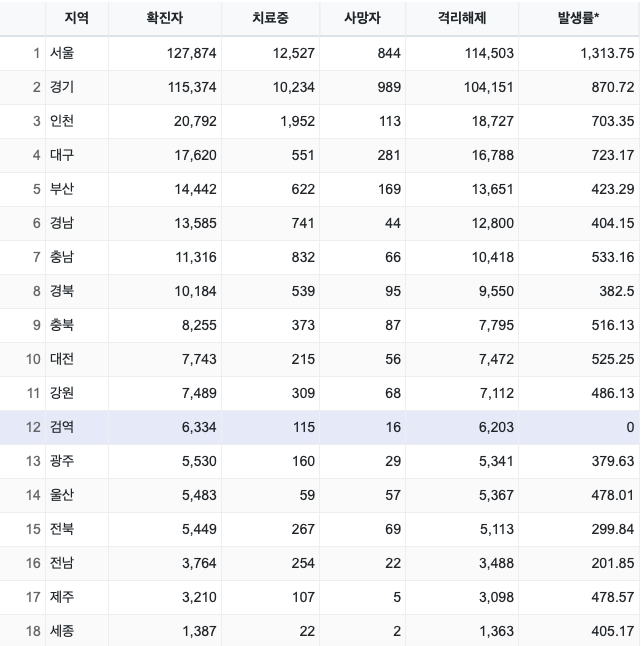 지역 확진자 치료중 사망자 격리해제 발생률*
1 서울 127,874 12,527 844 114,503 1,313.75
2 경기 115,374 10,234 989 104,151 870.72
3 인천 20,792 1,952 113 18,727 703.35
4 대구 17,620 551 281 16,788 723.17
5 부산 14,442 622 169 13,651 423.29
6 경남 13,585 741 44 12,800 404.15
7 충남 11,316 832 66 10,418 533.16
8 경북 10,184 539 95 9,550 382.5
9 충북 8,255 373 87 7,795 516.13
10 대전 7,743 215 56 7,472 525.25
11 강원 7,489 309 68 7,112 486.13
12 검역 6,334 115 16 6,203 0
13 광주 5,530 160 29 5,341 379.63
14 울산 5,483 59 57 5,367 478.01
15 전북 5,449 267 69 5,113 299.84
16 전남 3,764 254 22 3,488 201.85
17 제주 3,210 107 5 3,098 478.57
18 세종 1,387 22 2 1,363 405.17